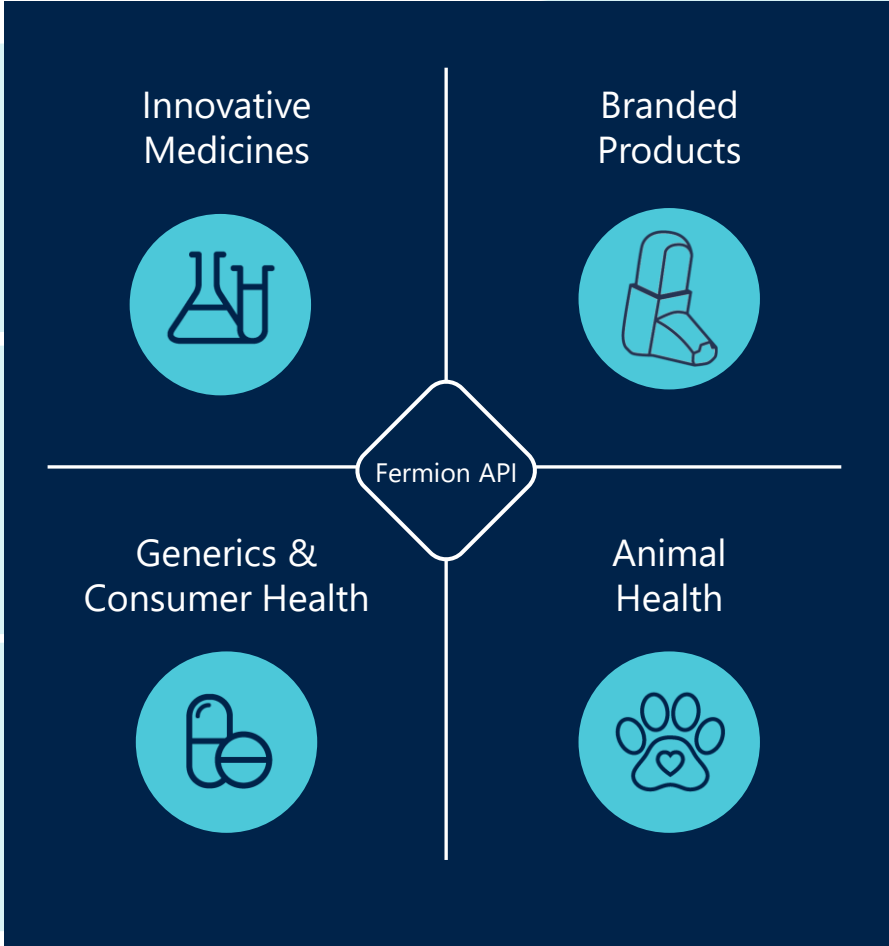 Innovative
Medicines
Branded
Products
Fermion API
Generics &
Consumer Health
Animal
Health